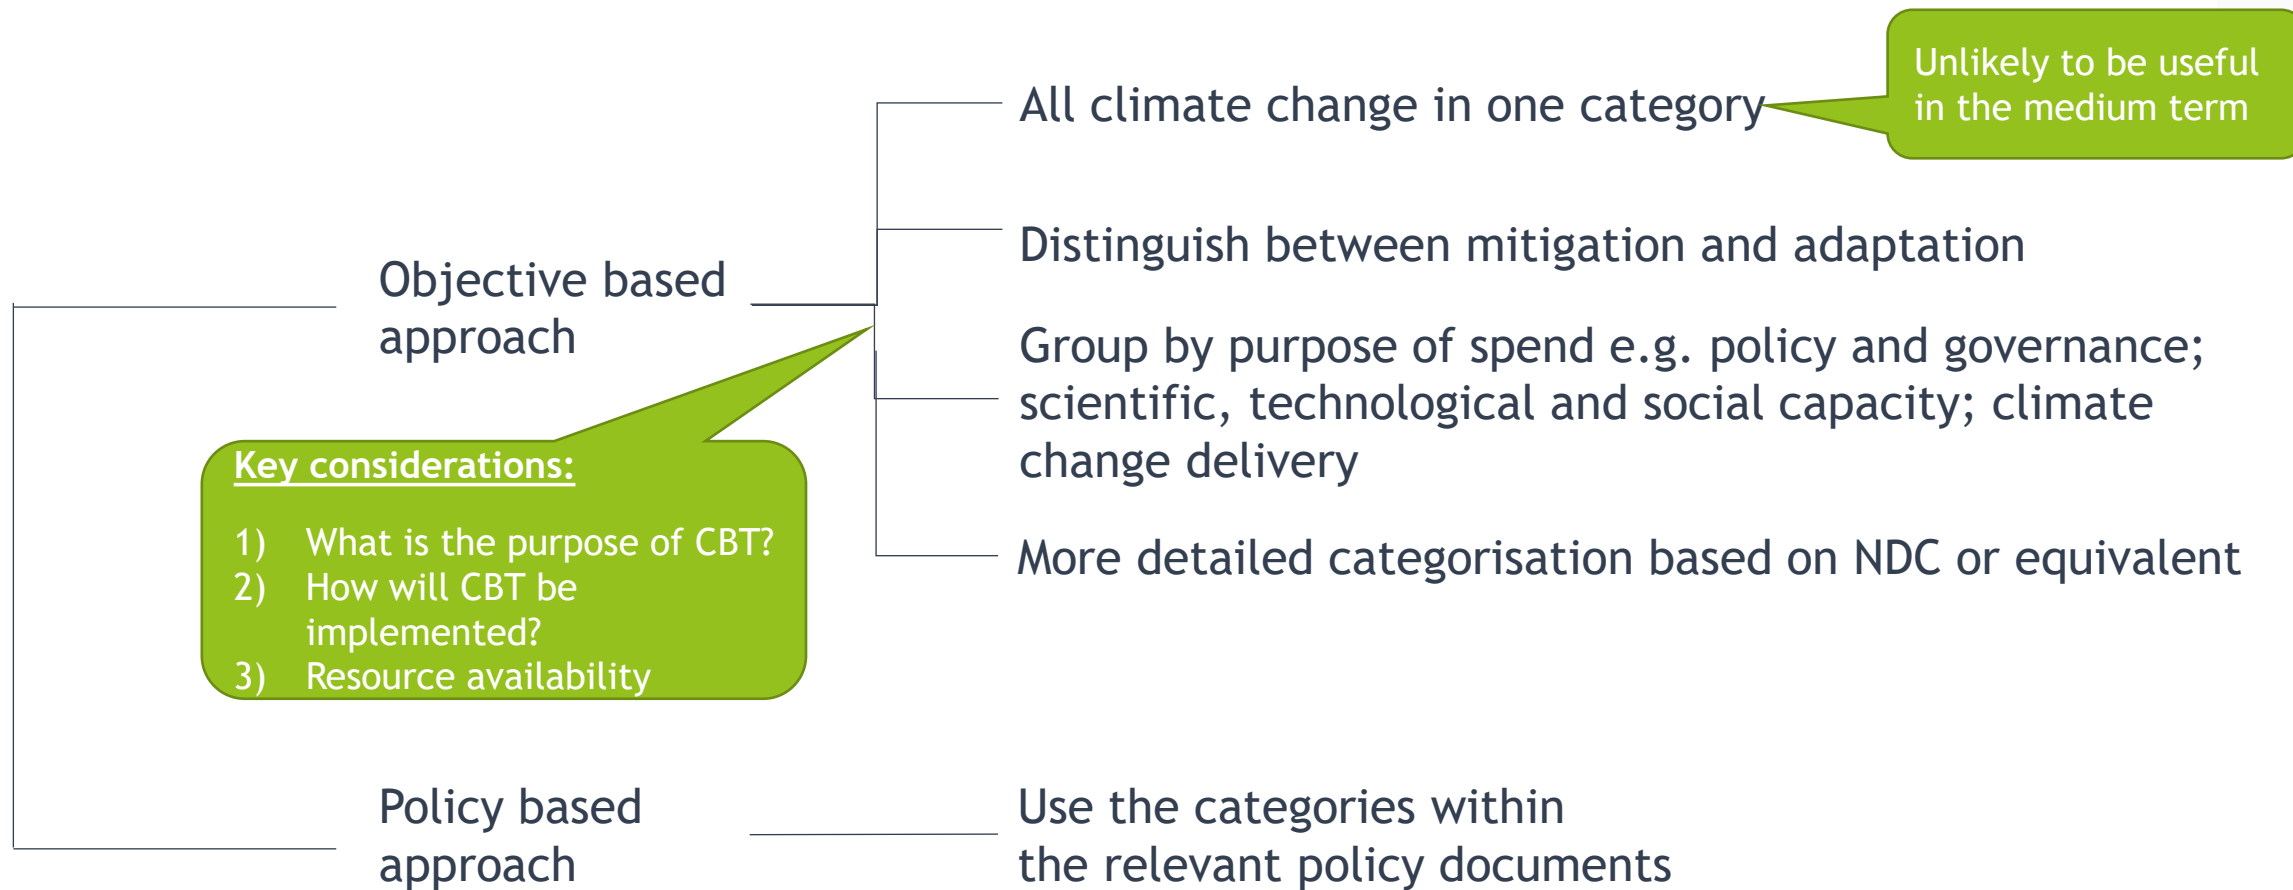 Unlikely to be useful
in the medium term
All climate change in one category
Distinguish between mitigation and adaptation
Objective based
approach
Group by purpose of spend e.g. policy and governance;
scientific, technological and social capacity; climate
change delivery
Key considerations:
1) What is the purpose of CBT?
2) How will CBT be
implemented?
3) Resource availability
More detailed categorisation based on NDC or equivalent
Policy based
approach
Use the categories within
the relevant policy documents